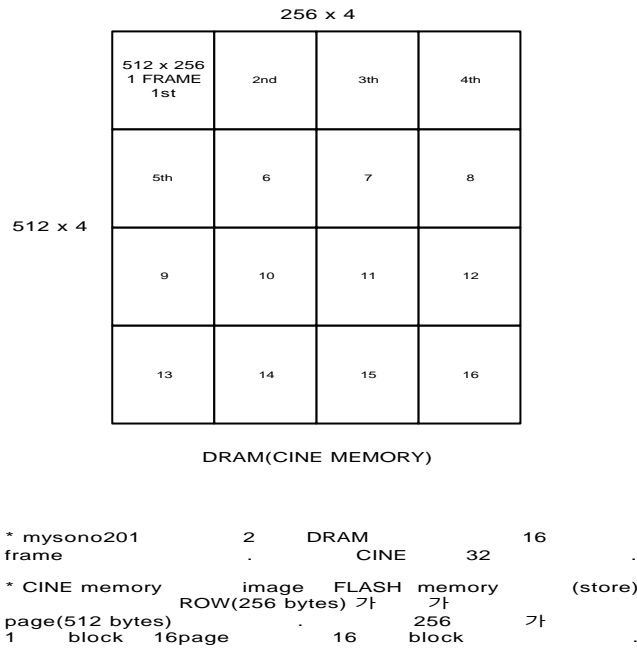 256 x 4
512 x 256
1 FRAME
1st
2nd
3th
4th
5th
6
7
8
512 x 4
9
10
11
12
13
14
15
16
DRAM(CINE MEMORY)
* mysono201 2 DRAM 16
frame . CINE 32 .
* CINE memory image FLASH memory (store)
ROW(256 bytes) 가 가
page(512 bytes) . 256 가
1 block 16page 16 block .